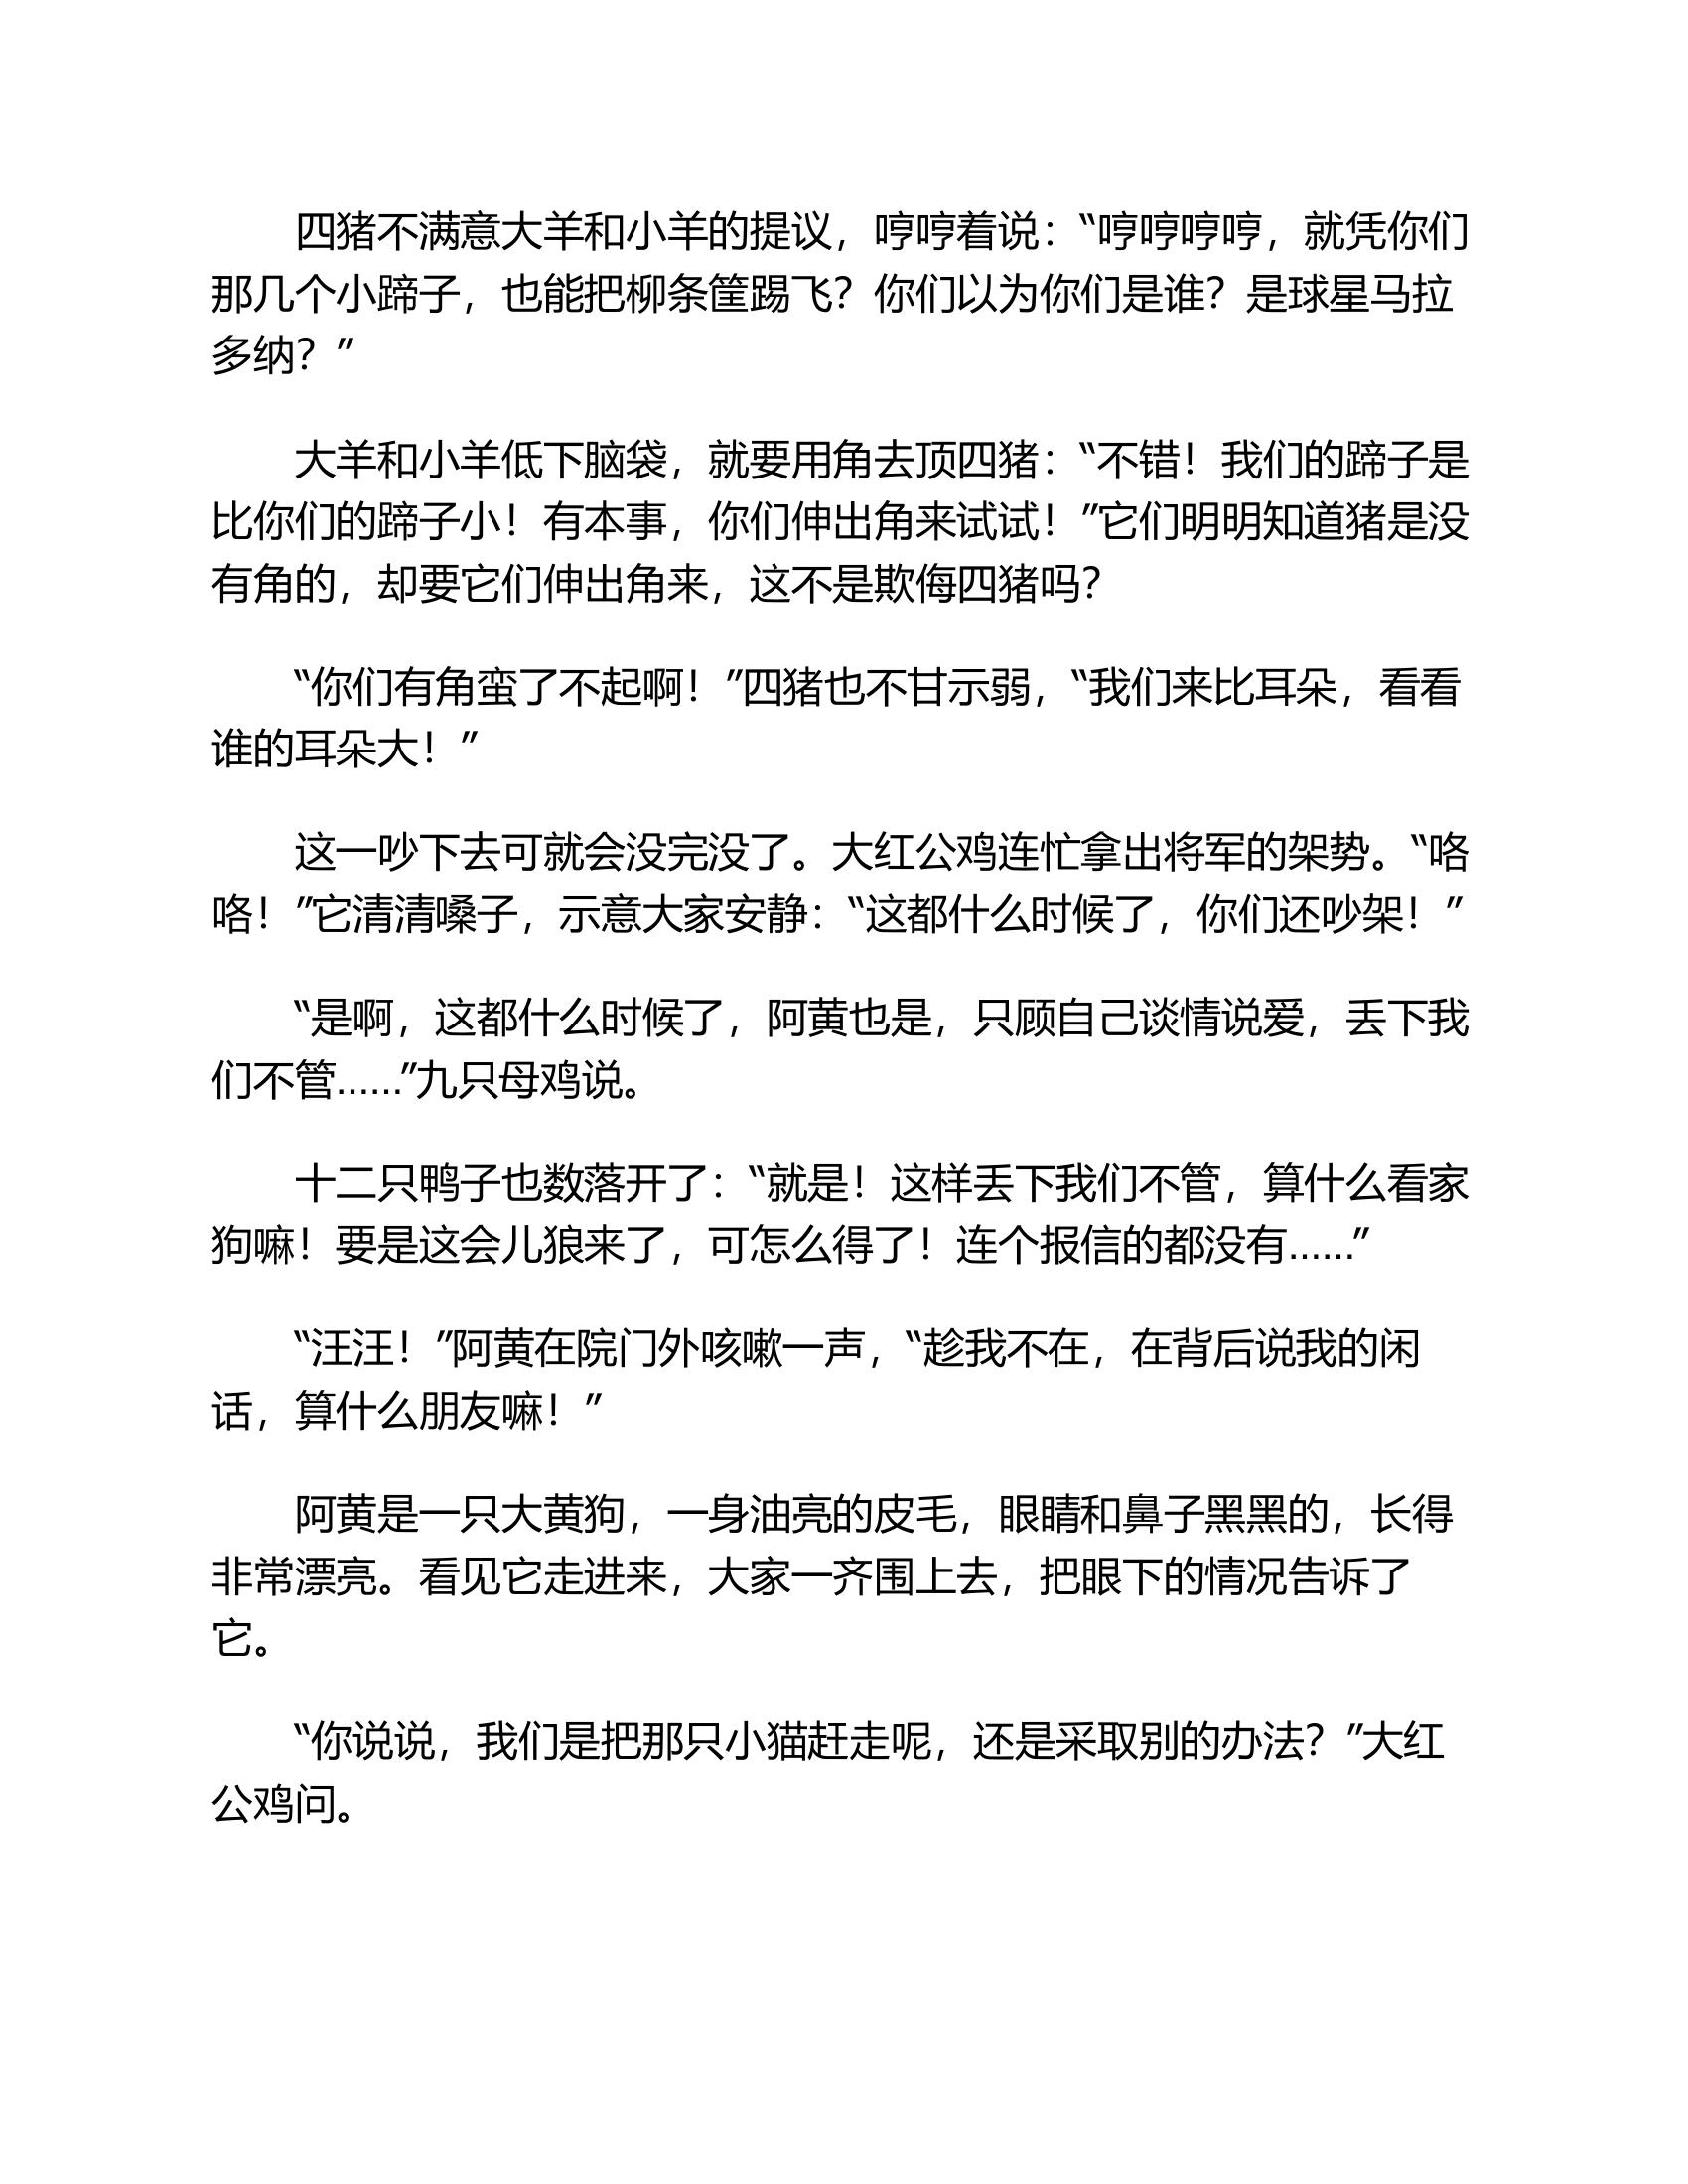 四猪不满意大羊和小羊的提议，哼哼着说：“哼哼哼哼，就凭你们
那几个小蹄子，也能把柳条筐踢飞？你们以为你们是谁？是球星马拉
多纳？”
大羊和小羊低下脑袋，就要用角去顶四猪：“不错！我们的蹄子是
比你们的蹄子小！有本事，你们伸出角来试试！”它们明明知道猪是没
有角的，却要它们伸出角来，这不是欺侮四猪吗？
“你们有角蛮了不起啊！”四猪也不甘示弱，“我们来比耳朵，看看
谁的耳朵大！”
这一吵下去可就会没完没了。大红公鸡连忙拿出将军的架势。“咯
咯！”它清清嗓子，示意大家安静：“这都什么时候了，你们还吵架！”
“是啊，这都什么时候了，阿黄也是，只顾自己谈情说爱，丢下我
们不管……”九只母鸡说。
十二只鸭子也数落开了：“就是！这样丢下我们不管，算什么看家
狗嘛！要是这会儿狼来了，可怎么得了！连个报信的都没有……”
“汪汪！”阿黄在院门外咳嗽一声，“趁我不在，在背后说我的闲
话，算什么朋友嘛！”
阿黄是一只大黄狗，一身油亮的皮毛，眼睛和鼻子黑黑的，长得
非常漂亮。看见它走进来，大家一齐围上去，把眼下的情况告诉了
它。
“你说说，我们是把那只小猫赶走呢，还是采取别的办法？”大红
公鸡问。